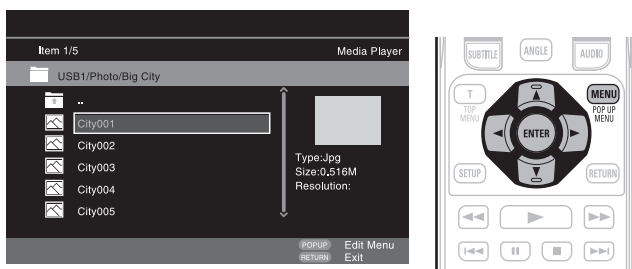 Item 1/5 Media Player
USB1/Photo/Big City
..
City001
City002
City003
City004
City005
Type:Jpg
Size:0.516M
Resolution:
POPUP Edit Menu
RETURN Exit
SUBTITLE ANGLE AUDIO
T
TOP
MENU
MENU
POP UP
MENU
ENTER
SETUP RETURN